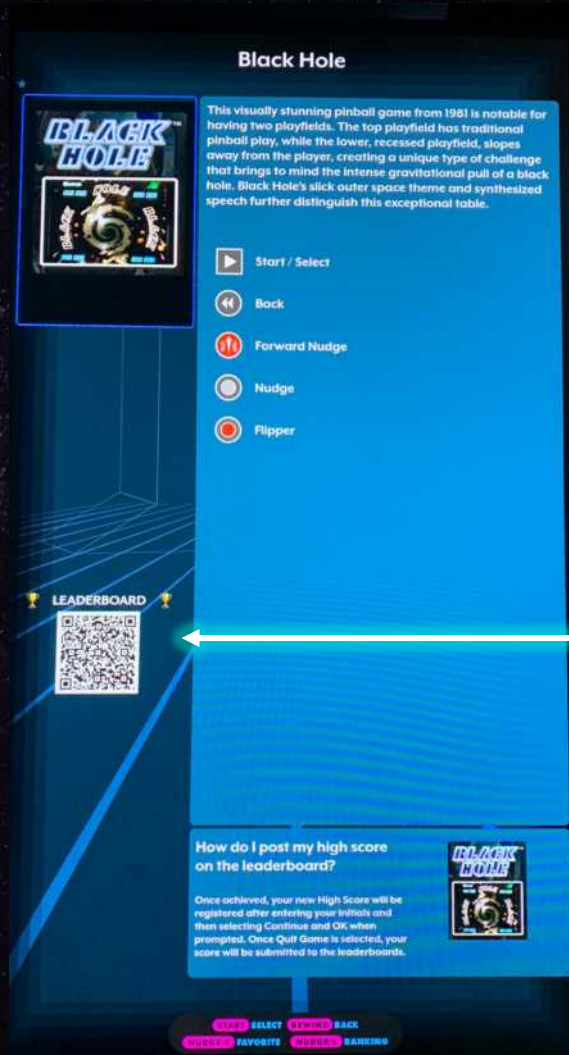 Black Hole
BLACK
HOLE
This visually stunning pinball game from 1981 is notable for
having two playfields. The top playfield has traditional
pinball play, while the lower, recessed playfield, slopes
away from the player, creating a unique type of challenge
that brings to mind the intense gravitational pull of a black
hole. Black Hole's slick outer space theme and synthesized
speech further distinguish this exceptional table.
Start / Select
Back
Forward Nudge
Nudge
Flipper
LEADERBOARD
How do I post my high score
on the leaderboard?
Once achieved, your new High Score will be
registered after entering your initials and
then selecting Continue and OK when
prompted. Once Quit Game is selected, your
score will be submitted to the leaderboards.
BLACK
HOLE
START SELECT REWIND BACK
FAVORITE RANKING